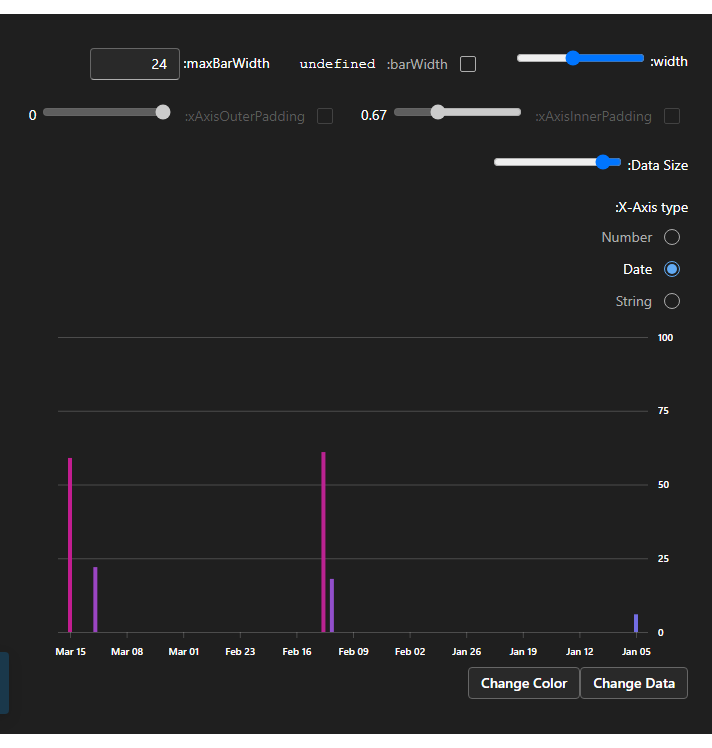 :width
undefined :barWidth
24 :maxBarWidth
:xAxisInnerPadding 0.67
:xAxisOuterPadding 0
:Data Size
:X-Axis type
Number
Date
String
100
75
50
25
0
Mar 15 Mar 08 Mar 01 Feb 23 Feb 16 Feb 09 Feb 02 Jan 26 Jan 19 Jan 12 Jan 05
Change Color Change Data